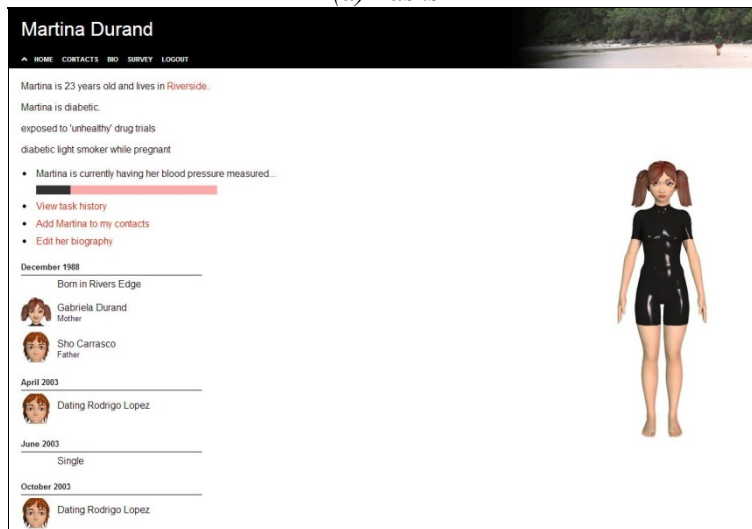 Martina Durand
HOME CONTACTS BIO SURVEY LOGOUT
Martina is 23 years old and lives in Riverside.
Martina is diabetic.
exposed to 'unhealthy' drug trials
diabetic light smoker while pregnant
Martina is currently having her blood pressure measured...
View task history
Add Martina to my contacts
Edit her biography
December 1988
Born in Rivers Edge
Gabriela Durand
Mother
Sho Carrasco
Father
April 2003
Dating Rodrigo Lopez
June 2003
Single
October 2003
Dating Rodrigo Lopez